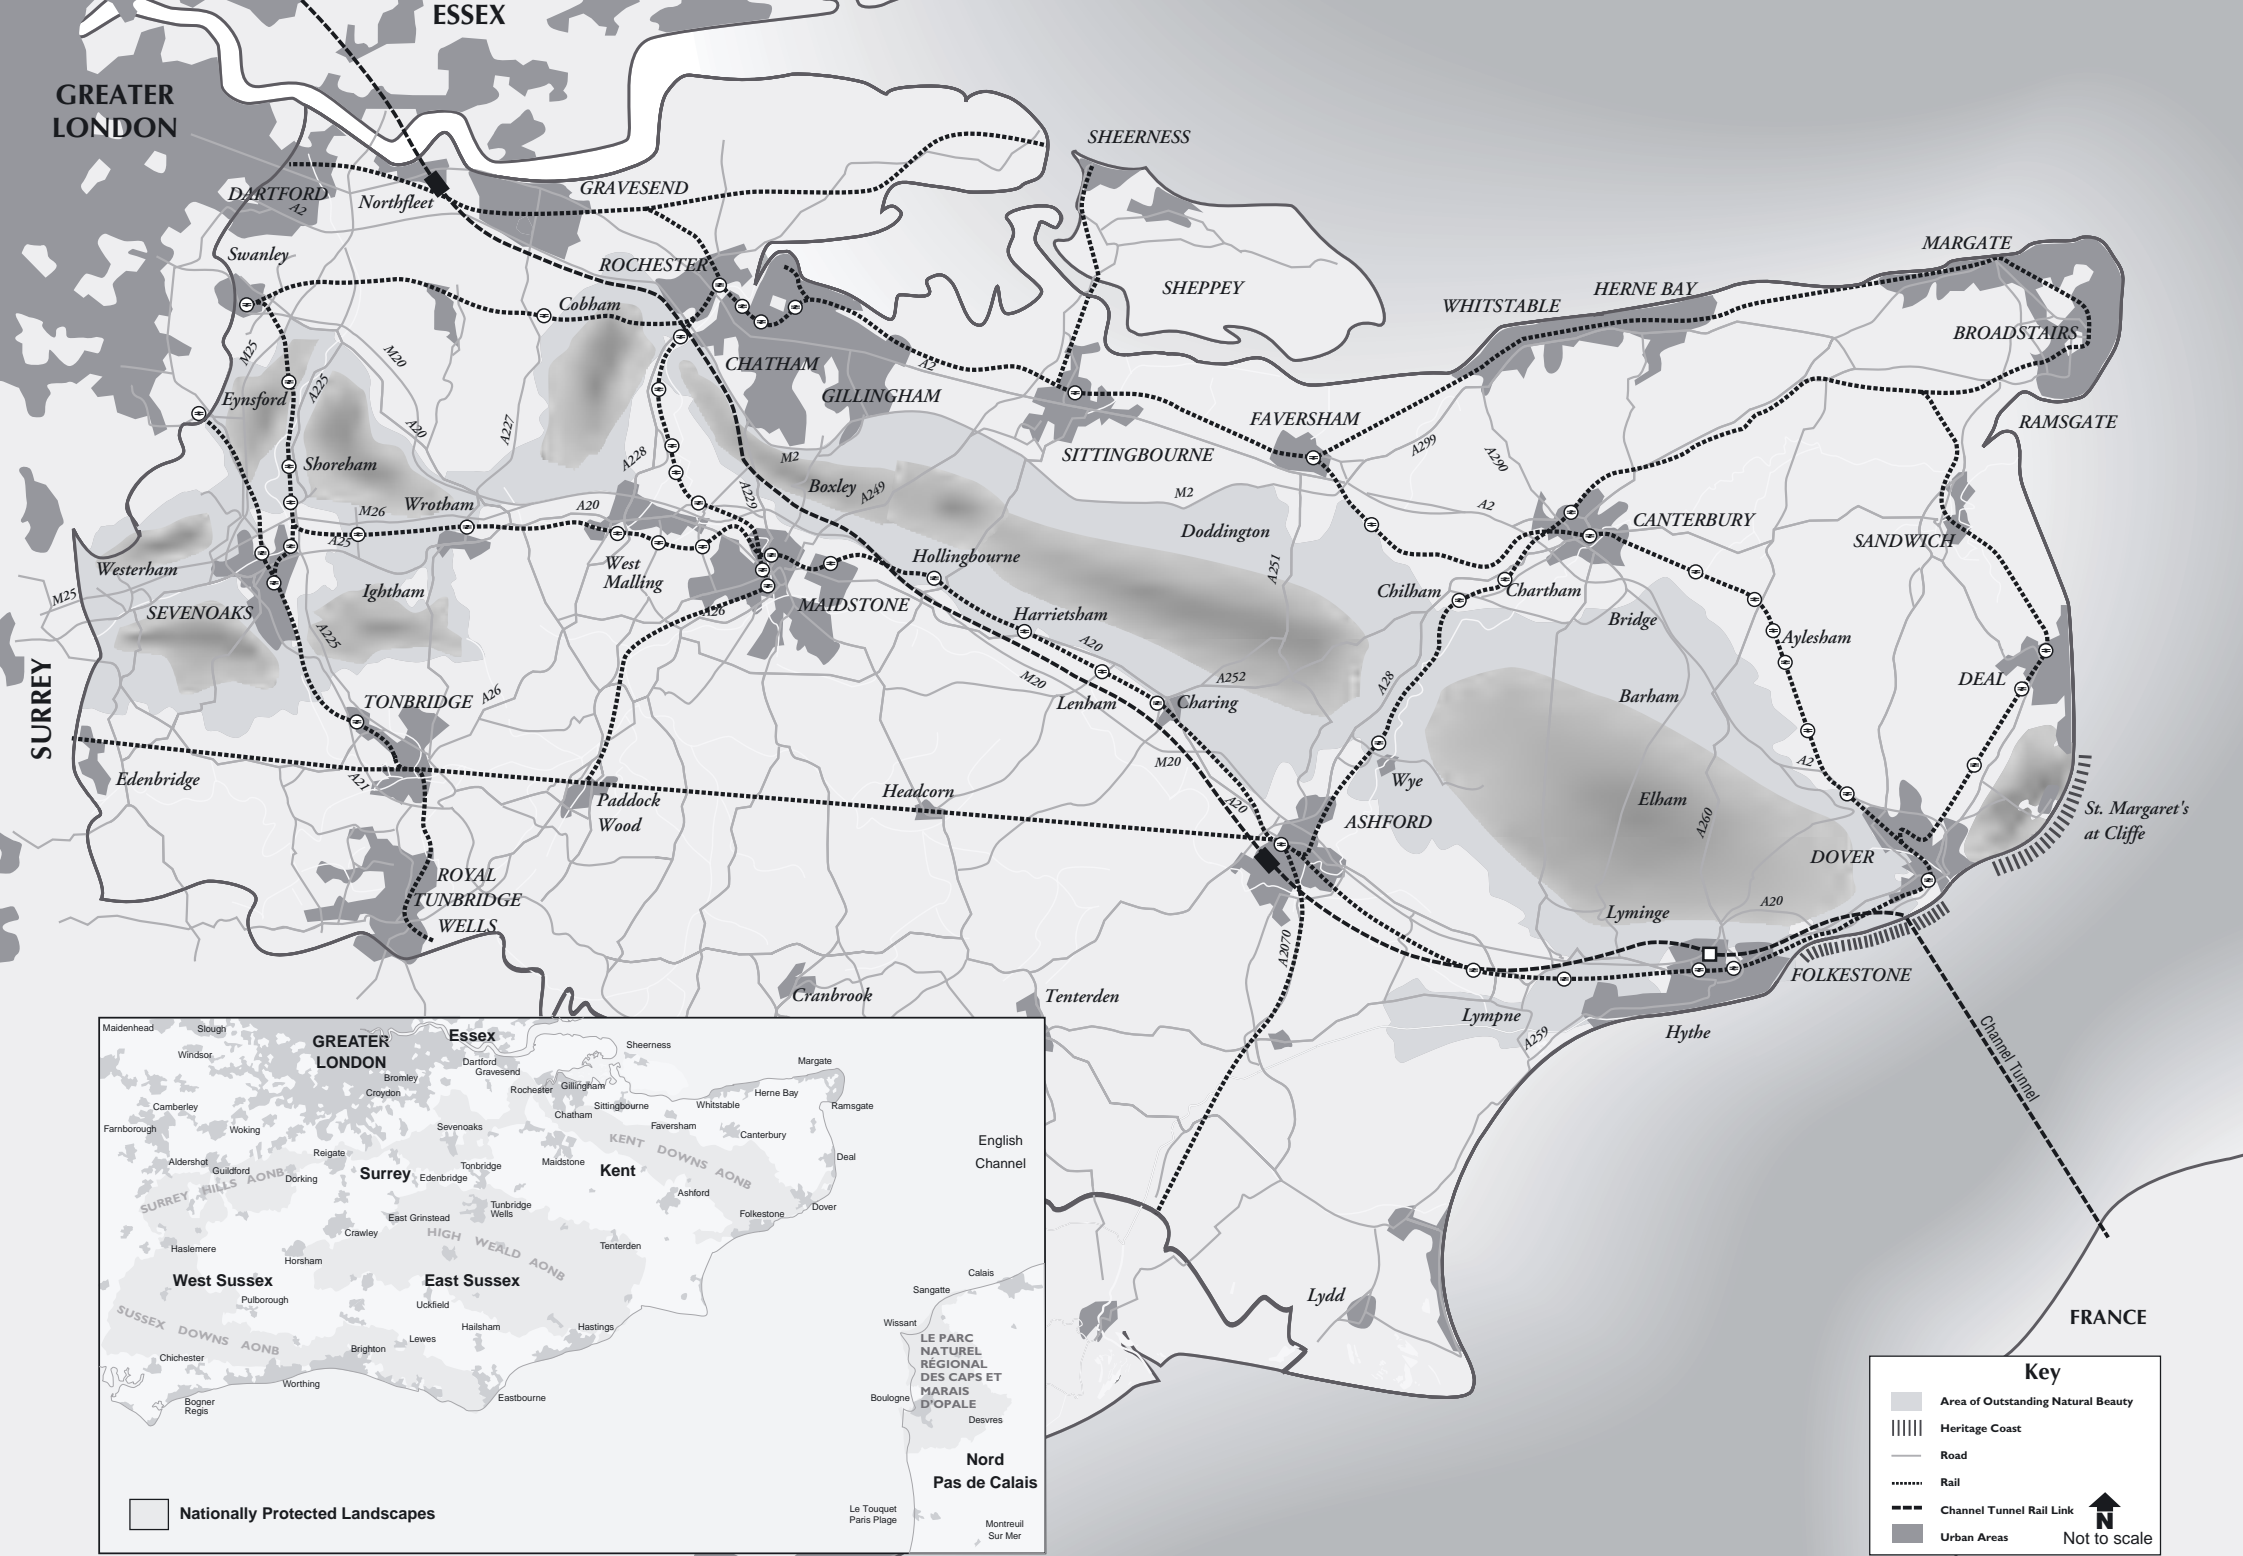 ESSEX
GREATER
LONDON
SHEERNESS
DARTFORD
A2
Northfleet
GRAVESEND
Swanley
ROCHESTER
Cobham
SHEPPEY
MARGATE
HERNE BAY
WHITSTABLE
BROADSTAIRS
M25
M20
A225
Eynsford
CHATHAM
A2
GILLINGHAM
A20
A227
FAVERSHAM
RAMSGATE
Shoreham
A228
M2
SITTINGBOURNE
A299
A290
Boxley
A249
A229
M2
Wrotham
A20
M26
A25
A2
CANTERBURY
Doddington
SANDWICH
Westerham
West
Malling
Hollingbourne
A251
M25
Ightham
Chilham
Chartham
SEVENOAKS
A26
MAIDSTONE
Harrietsham
Bridge
A225
A20
Aylesham
SURREY
M20
A252
A28
DEAL
TONBRIDGE
A26
Lenham
Charing
Barham
Edenbridge
A21
M20
A2
Wye
Headcorn
Paddock
Wood
A20
Elham
A260
St. Margaret's
at Cliffe
ASHFORD
DOVER
ROYAL
TUNBRIDGE
WELLS
Lyminge
A20
A2070
FOLKESTONE
Cranbrook
Tenterden
Lympne
A259
Hythe
Channel Tunnel
Lydd
FRANCE
Maidenhead
Slough
GREATER
LONDON
Essex
Windsor
Sheerness
Dartford
Gravesend
Margate
Bromley
Croydon
Rochester
Gillingham
Herne Bay
Camberley
Chatham
Sittingbourne
Whitstable
Ramsgate
Farnborough
Woking
Sevenoaks
Faversham
Canterbury
English
Channel
KENT DOWNS AONB
Reigate
Aldershot
Guildford
Dorking
Surrey
Tonbridge
Edenbridge
Maidstone
Kent
Deal
SURREY HILLS AONB
Ashford
Tunbridge
Wells
East Grinstead
Folkestone
Dover
Crawley
HIGH WEALD AONB
Haslemere
Horsham
Tenterden
West Sussex
East Sussex
Calais
Sangatte
Pulborough
Uckfield
SUSSEX DOWNS AONB
Hailsham
Hastings
Wissant
Lewes
Brighton
Chichester
LE PARC
NATUREL
RÉGIONAL
DES CAPS ET
MARAIS
D'OPALE
Worthing
Bogner
Regis
Eastbourne
Boulogne
Desvres
Nord
Pas de Calais
Le Touquet
Paris Plage
Montreuil
Sur Mer
Nationally Protected Landscapes
Key
Area of Outstanding Natural Beauty
Heritage Coast
Road
Rail
Channel Tunnel Rail Link
Urban Areas
N
Not to scale